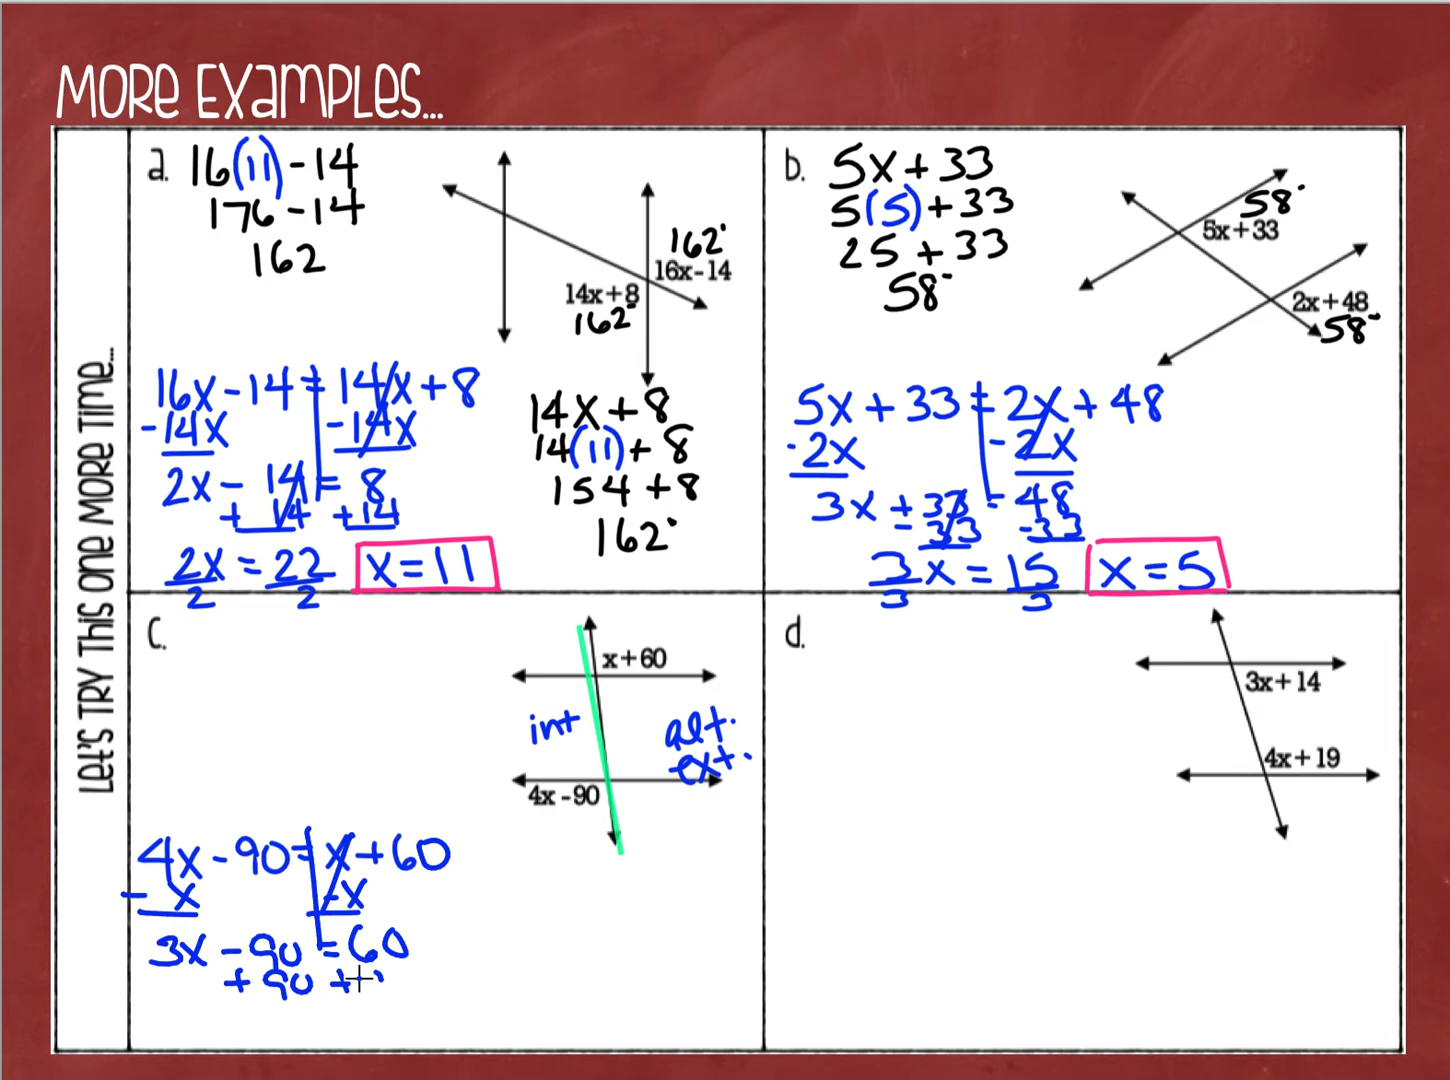 MORE EXAMPLES...
LET'S TRY THIS ONE MORE TIME...
a.
16(11)-14
176-14
162
162°
16x-14
14x+8
162°
16x-14=14x+8
-14x -14x
2x-14=8
+14 +14
2x=22
2 2
x=11
14x+8
14(11)+8
154+8
162°
b.
5x+33
5(5)+33
25+33
58°
58°
5x+33
2x+48
58°
5x+33=2x+48
-2x -2x
3x+33=48
-33 -33
3x=15
3 3
x=5
c.
x+60
int
alt.
ext.
4x-90
4x-90=x+60
-x -x
3x-90=60
+90 +
d.
3x+14
4x+19